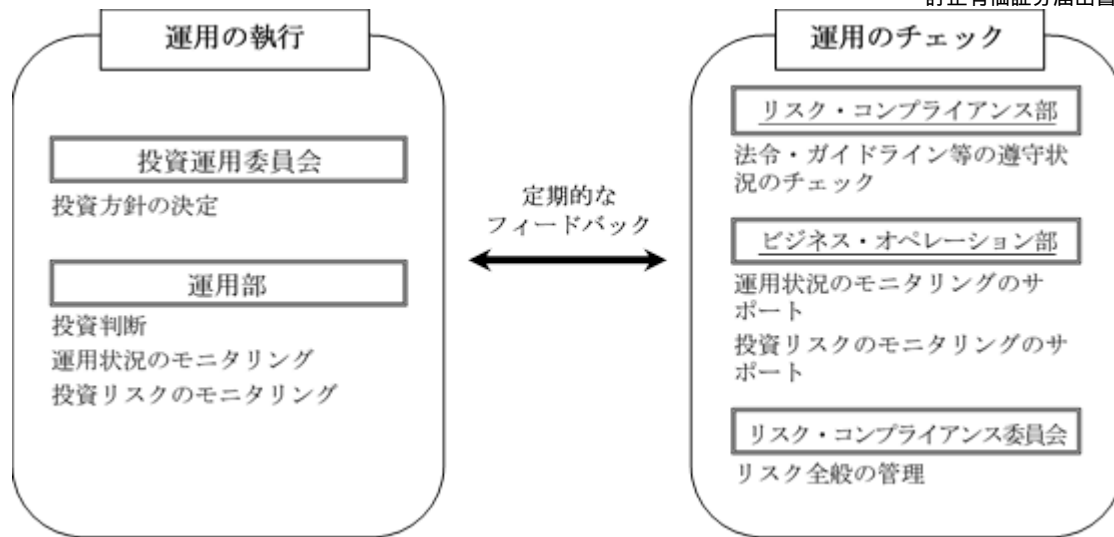 運用の執行
投資運用委員会
投資方針の決定
運用部
投資判断
運用状況のモニタリング
投資リスクのモニタリング
定期的な
フィードバック
運用のチェック
リスク・コンプライアンス部
法令・ガイドライン等の遵守状
況のチェック
ビジネス・オペレーション部
運用状況のモニタリングのサ
ポート
投資リスクのモニタリングのサ
ポート
リスク・コンプライアンス委員会
リスク全般の管理